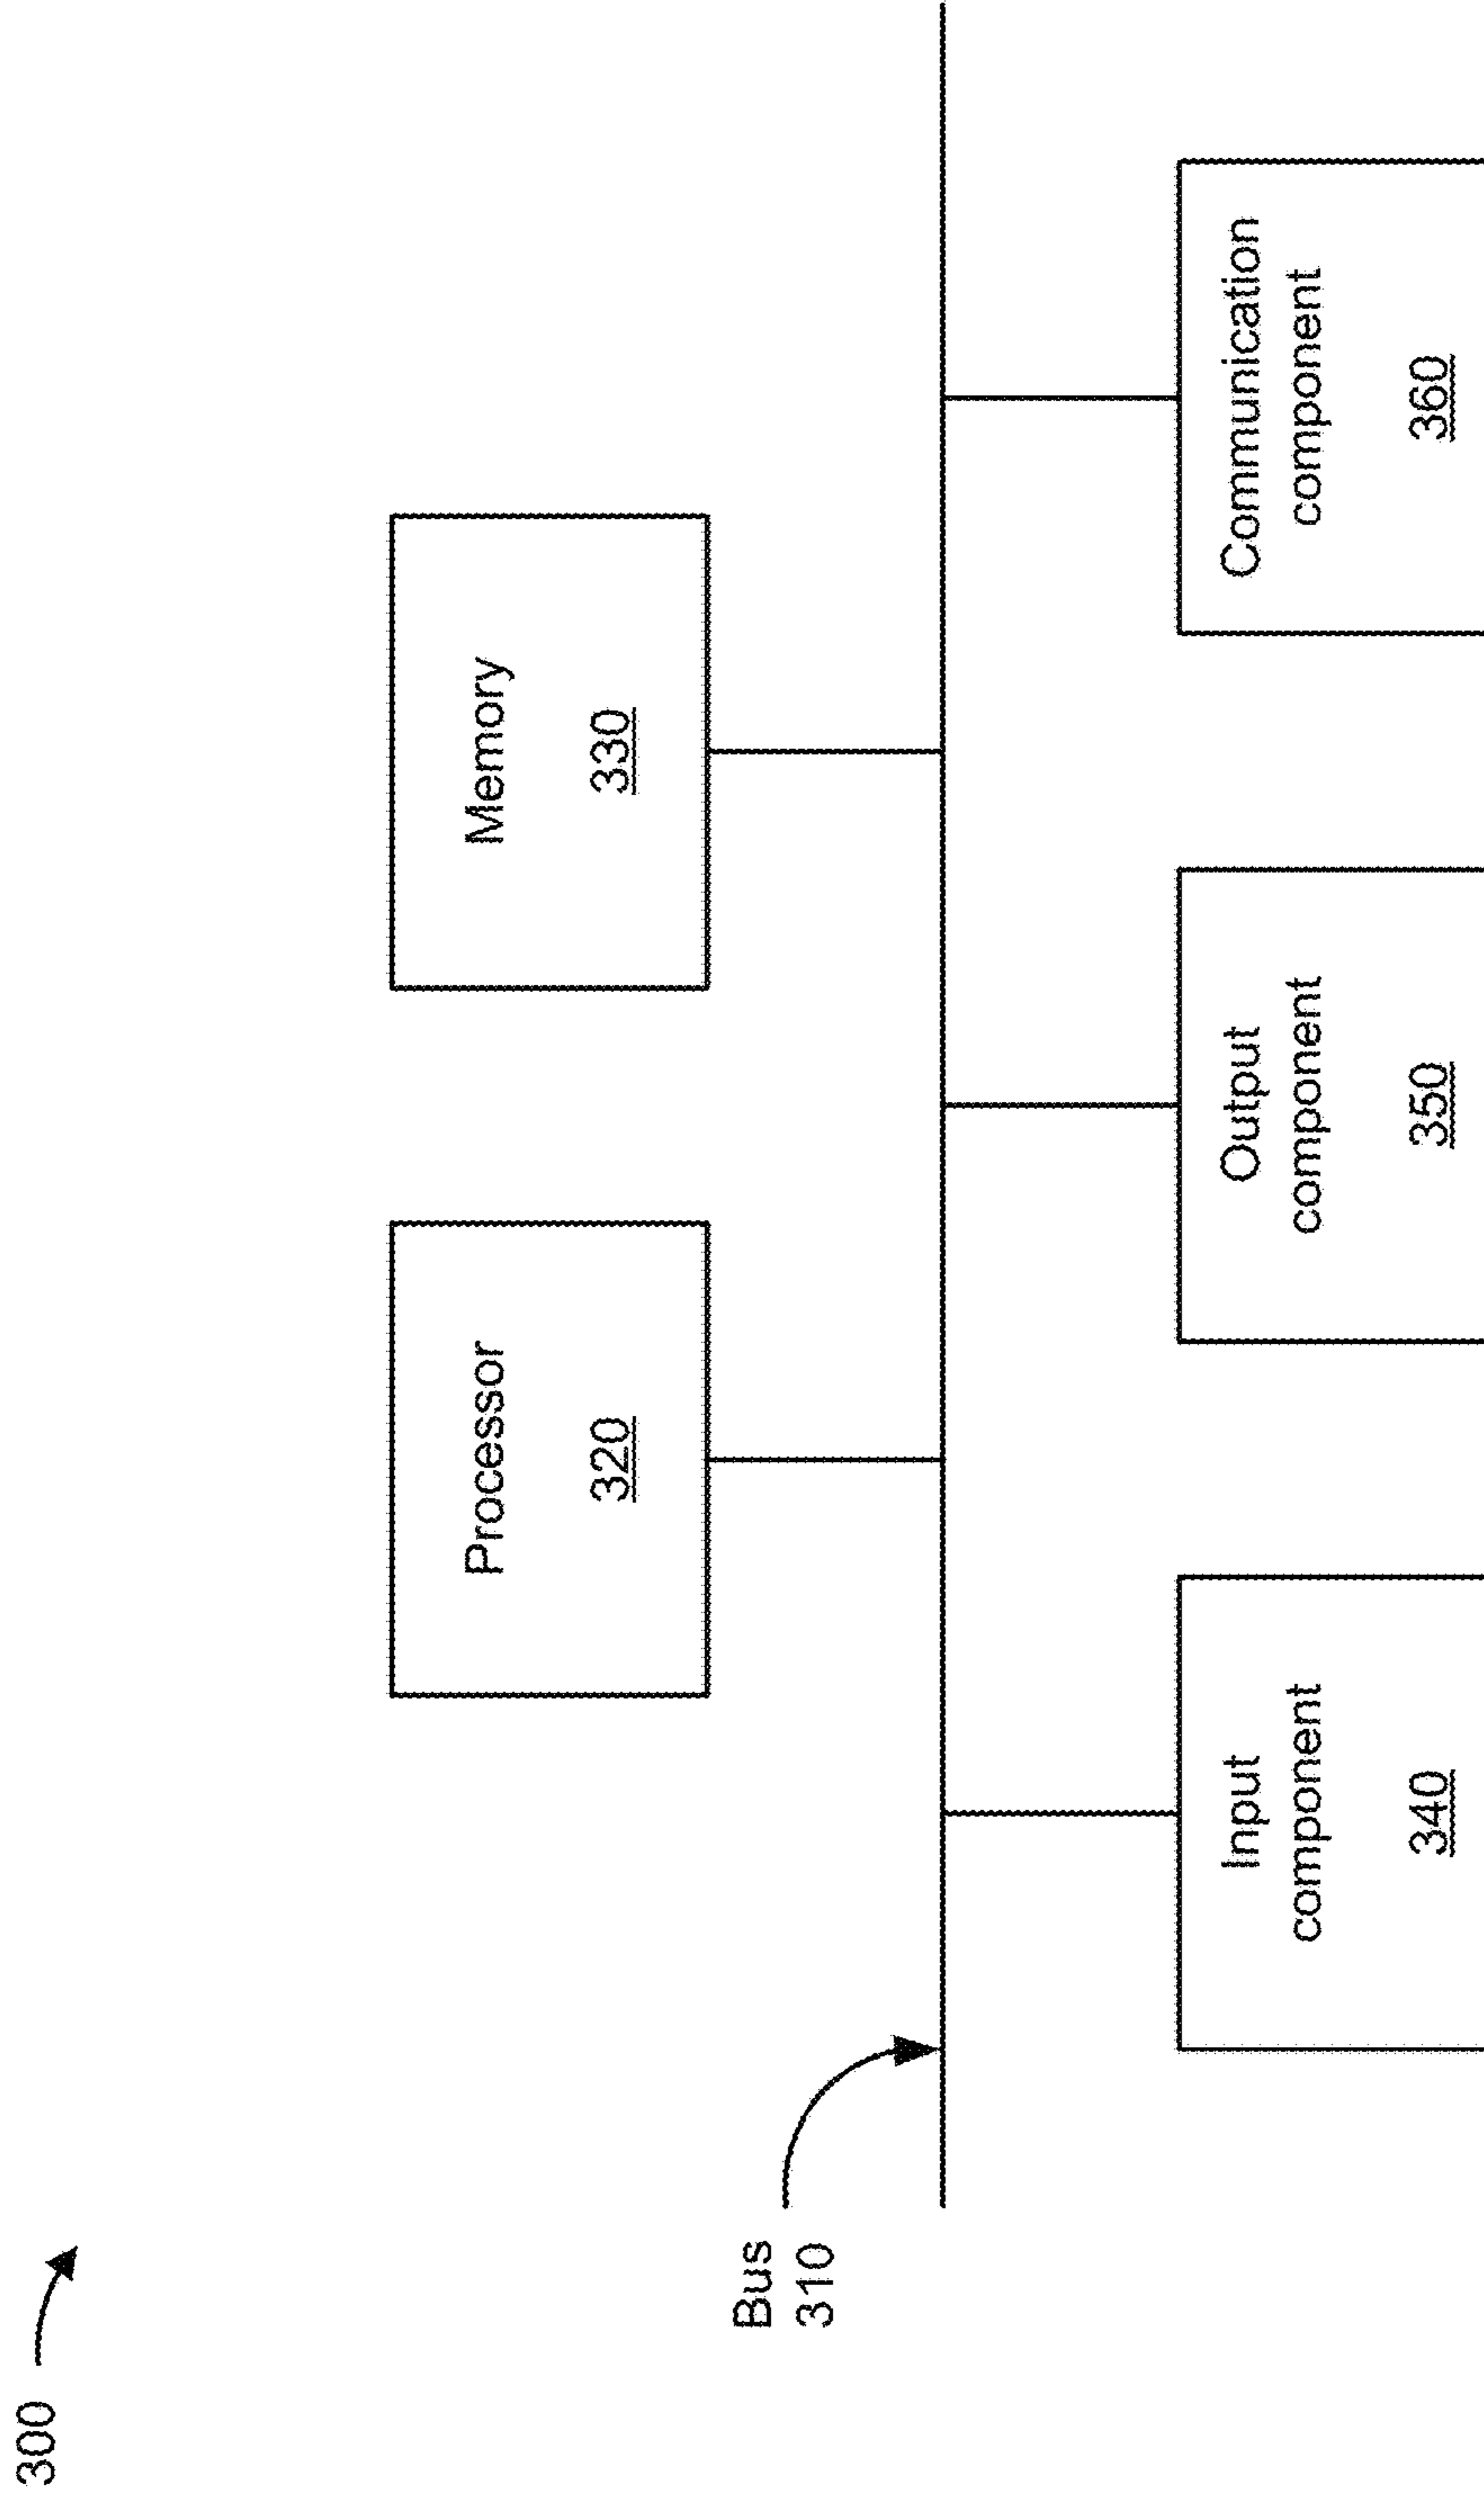 300
Bus
310
Processor
320
Memory
330
Input
component
340
Output
component
350
Communication
component
360